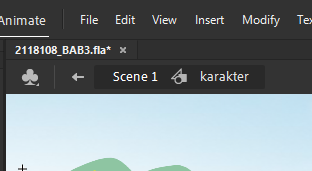 Animate File Edit View Insert Modify
2118108_BAB3.fla* ×
Scene 1 karakter